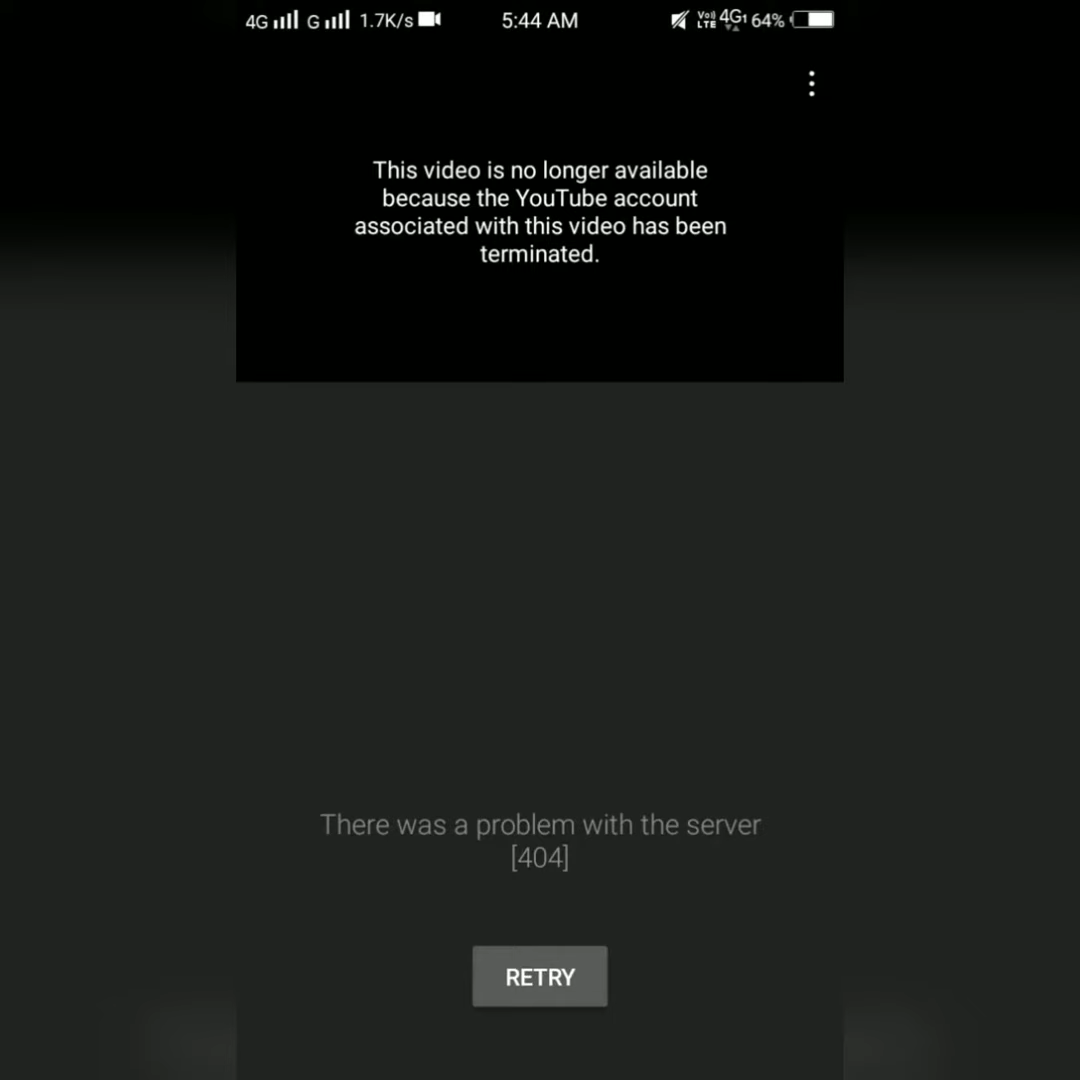 4G G 1.7K/s 5:44 AM Vo) LTE 4G1 64%
This video is no longer available
because the YouTube account
associated with this video has been
terminated.
There was a problem with the server
[404]
RETRY